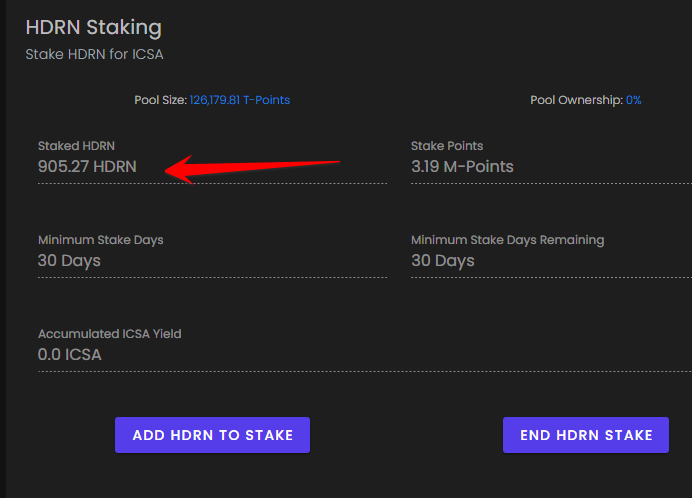 HDRN Staking
Stake HDRN for ICSA
Pool Size: 126,179.81 T-Points
Pool Ownership: 0%
Staked HDRN
905.27 HDRN
Stake Points
3.19 M-Points
Minimum Stake Days
30 Days
Minimum Stake Days Remaining
30 Days
Accumulated ICSA Yield
0.0 ICSA
ADD HDRN TO STAKE
END HDRN STAKE